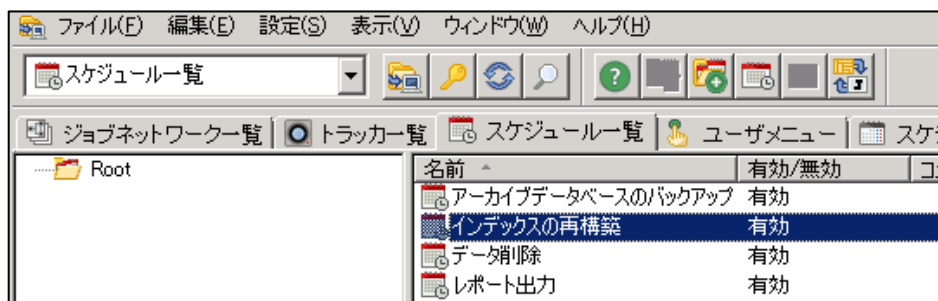 ファイル(F) 編集(E) 設定(S) 表示(V) ウィンドウ(W) ヘルプ(H)
スケジュール一覧
ジョブネットワーク一覧 トラッカー一覧 スケジュール一覧 ユーザメニュー スケ
Root
名前 有効/無効 コ
アーカイブデータベースのバックアップ 有効
インデックスの再構築 有効
データ削除 有効
レポート出力 有効